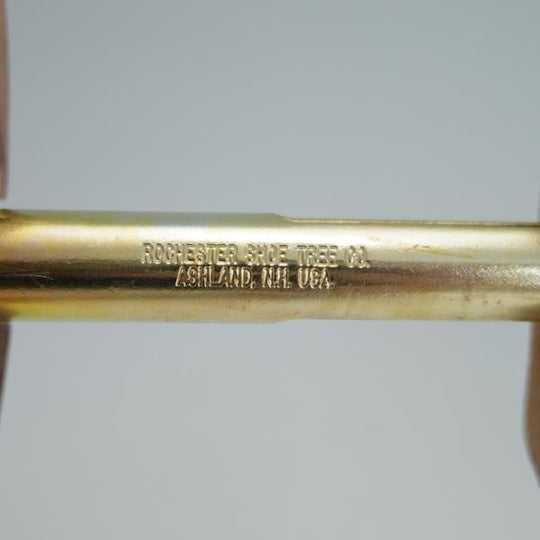 ROCHESTER SHOE TREE CO.
ASHLAND, N.H. USA